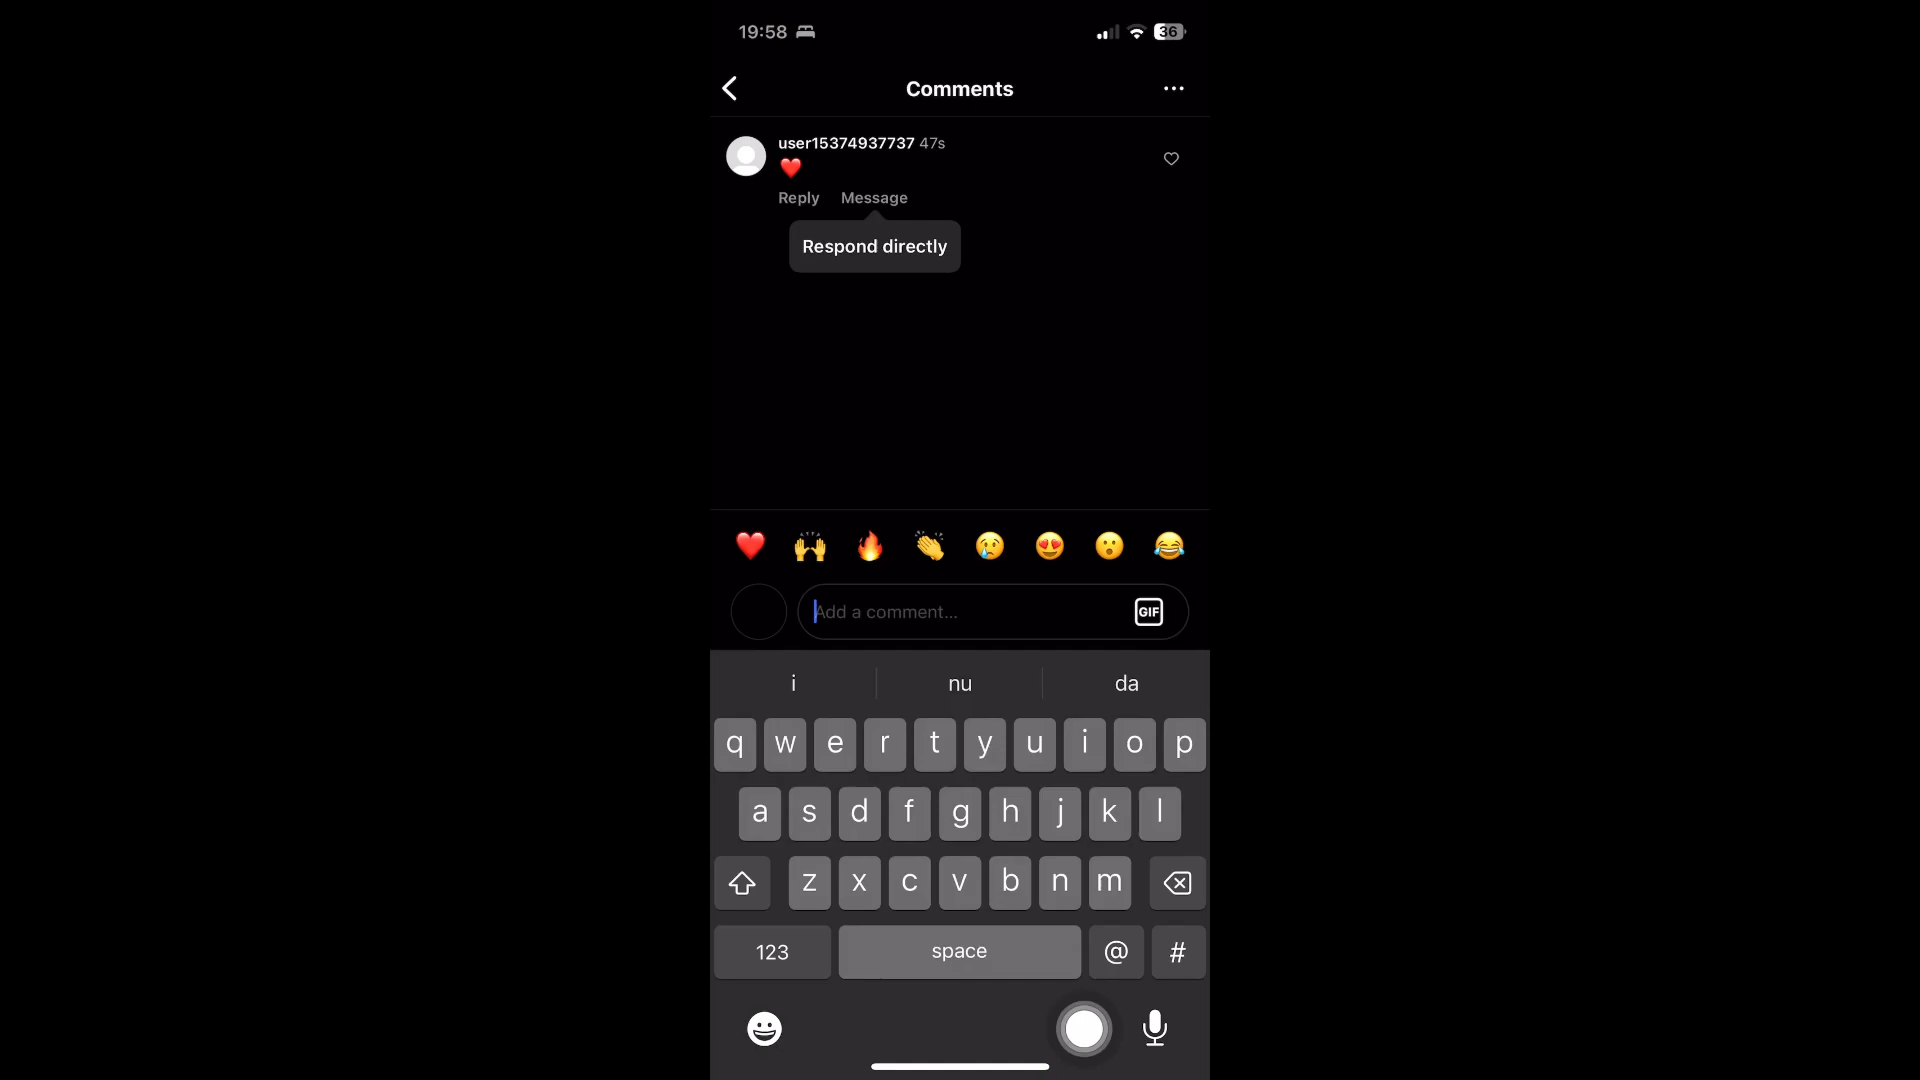 19:58
36
Comments
user15374937737 47s
❤️
Reply Message
Respond directly
❤️ 🙌 🔥 👏 😢 😍 😮 😂
Add a comment...
GIF
i nu da
q w e r t y u i o p
a s d f g h j k l
z x c v b n m
123 space @ #